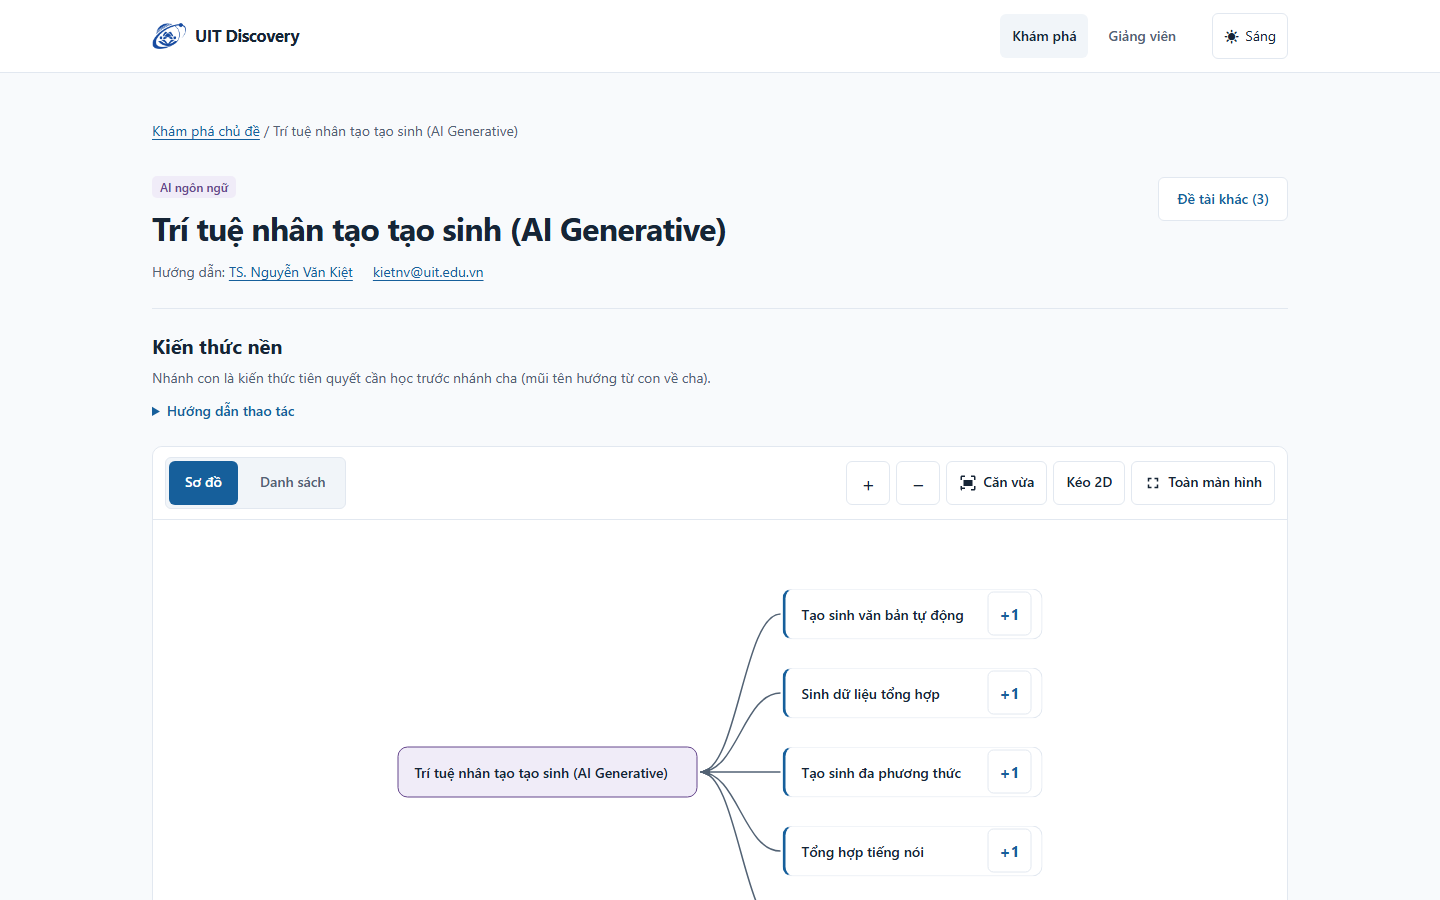 UIT Discovery
Khám phá
Giảng viên
Sáng
Khám phá chủ đề / Trí tuệ nhân tạo tạo sinh (AI Generative)
AI ngôn ngữ
Đề tài khác (3)
Trí tuệ nhân tạo tạo sinh (AI Generative)
Hướng dẫn: TS. Nguyễn Văn Kiệt kietnv@uit.edu.vn
Kiến thức nền
Nhánh con là kiến thức tiên quyết cần học trước nhánh cha (mũi tên hướng từ con về cha).
Hướng dẫn thao tác
Sơ đồ
Danh sách
+
−
Căn vừa
Kéo 2D
Toàn màn hình
Tạo sinh văn bản tự động +1
Sinh dữ liệu tổng hợp +1
Trí tuệ nhân tạo tạo sinh (AI Generative)
Tạo sinh đa phương thức +1
Tổng hợp tiếng nói +1